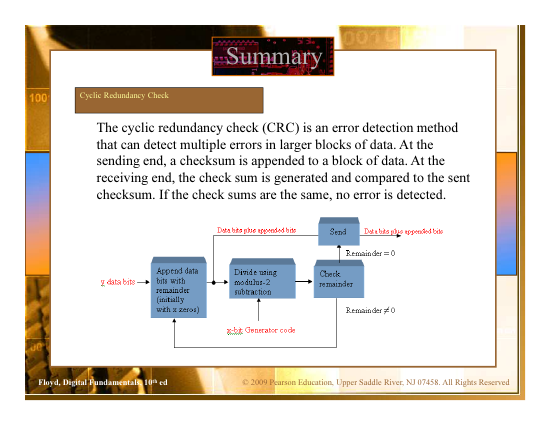 Summary
Cyclic Redundancy Check
The cyclic redundancy check (CRC) is an error detection method
that can detect multiple errors in larger blocks of data. At the
sending end, a checksum is appended to a block of data. At the
receiving end, the check sum is generated and compared to the sent
checksum. If the check sums are the same, no error is detected.
Data bits plus appended bits
Send
Data bits plus appended bits
Remainder = 0
y data bits
Append data
bits with
remainder
(initially
with x zeros)
Divide using
modulus-2
subtraction
Check
remainder
Remainder ≠ 0
x-bit Generator code
Floyd, Digital Fundamentals, 10th ed
© 2009 Pearson Education, Upper Saddle River, NJ 07458. All Rights Reserved